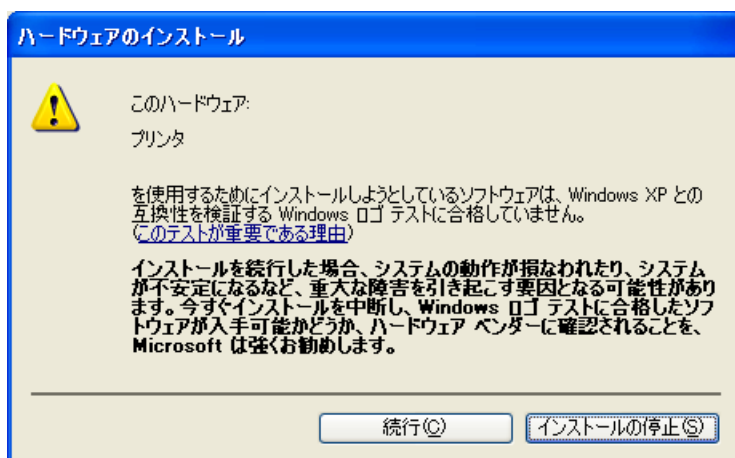 ハードウェアのインストール
このハードウェア:
プリンタ
を使用するためにインストールしようとしているソフトウェアは、Windows XP との
互換性を検証する Windows ロゴ テストに合格していません。
(このテストが重要である理由)
インストールを続行した場合、システムの動作が損なわれたり、システム
が不安定になるなど、重大な障害を引き起こす要因となる可能性があり
ます。今すぐインストールを中断し、Windows ロゴ テストに合格したソフ
トウェアが入手可能かどうか、ハードウェア ベンダーに確認されることを、
Microsoft は強くお勧めします。
続行(C)
インストールの停止(S)